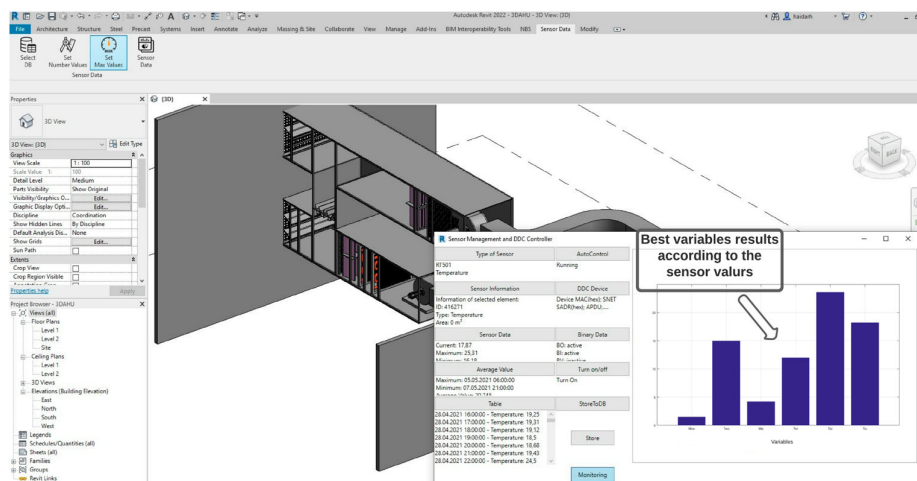 Autodesk Revit 2022 - 3DAHU - 3D View: {3D}
haidarh
File Architecture Structure Steel Precast Systems Insert Annotate Analyze Massing & Site Collaborate View Manage Add-Ins BIM Interoperability Tools NBS Sensor Data Modify
Select DB
Set Number Values
Set Max Values
Sensor Data
Sensor Data
Properties
{3D}
3D View
3D View: {3D} Edit Type
Graphics
View Scale 1 : 100
Scale Value 1: 100
Detail Level Medium
Parts Visibility Show Original
Visibility/Graphics O... Edit...
Graphic Display Opti... Edit...
Discipline Coordination
Show Hidden Lines By Discipline
Default Analysis Dis... None
Show Grids Edit...
Sun Path
Extents
Crop View
Crop Region Visible
Properties help Apply
Project Browser - 3DAHU
Views (all)
Floor Plans
Level 1
Level 2
Site
Ceiling Plans
Level 1
Level 2
3D Views
Elevations (Building Elevation)
East
North
South
West
Legends
Schedules/Quantities (all)
Sheets (all)
Families
Groups
Revit Links
RIGHT BACK
Sensor Management and DDC Controller
Type of Sensor AutoControl
RT501 Running
Temperature
Sensor Information DDC Device
Information of selected element: Device MAC(hex): SNET
ID: 416271 SADR(hex); APDU:....
Type: Temperature
Area: 0 m²
Sensor Data Binary Data
Current: 17,87 BO: active
Maximum: 25,31 BI: active
Average Value Turn on/off
Maximum: 05.05.2021 06:00:00 Turn On
Minimum: 07.05.2021 21:00:00
Table StoreToDB
28.04.2021 16:00:00 - Temperature: 19,25
28.04.2021 17:00:00 - Temperature: 19,31
28.04.2021 18:00:00 - Temperature: 19,12
28.04.2021 19:00:00 - Temperature: 18,5
28.04.2021 20:00:00 - Temperature: 18,68
28.04.2021 21:00:00 - Temperature: 19,43
28.04.2021 22:00:00 - Temperature: 24,5
Store
Monitoring
Best variables results
according to the
sensor valurs
Variables